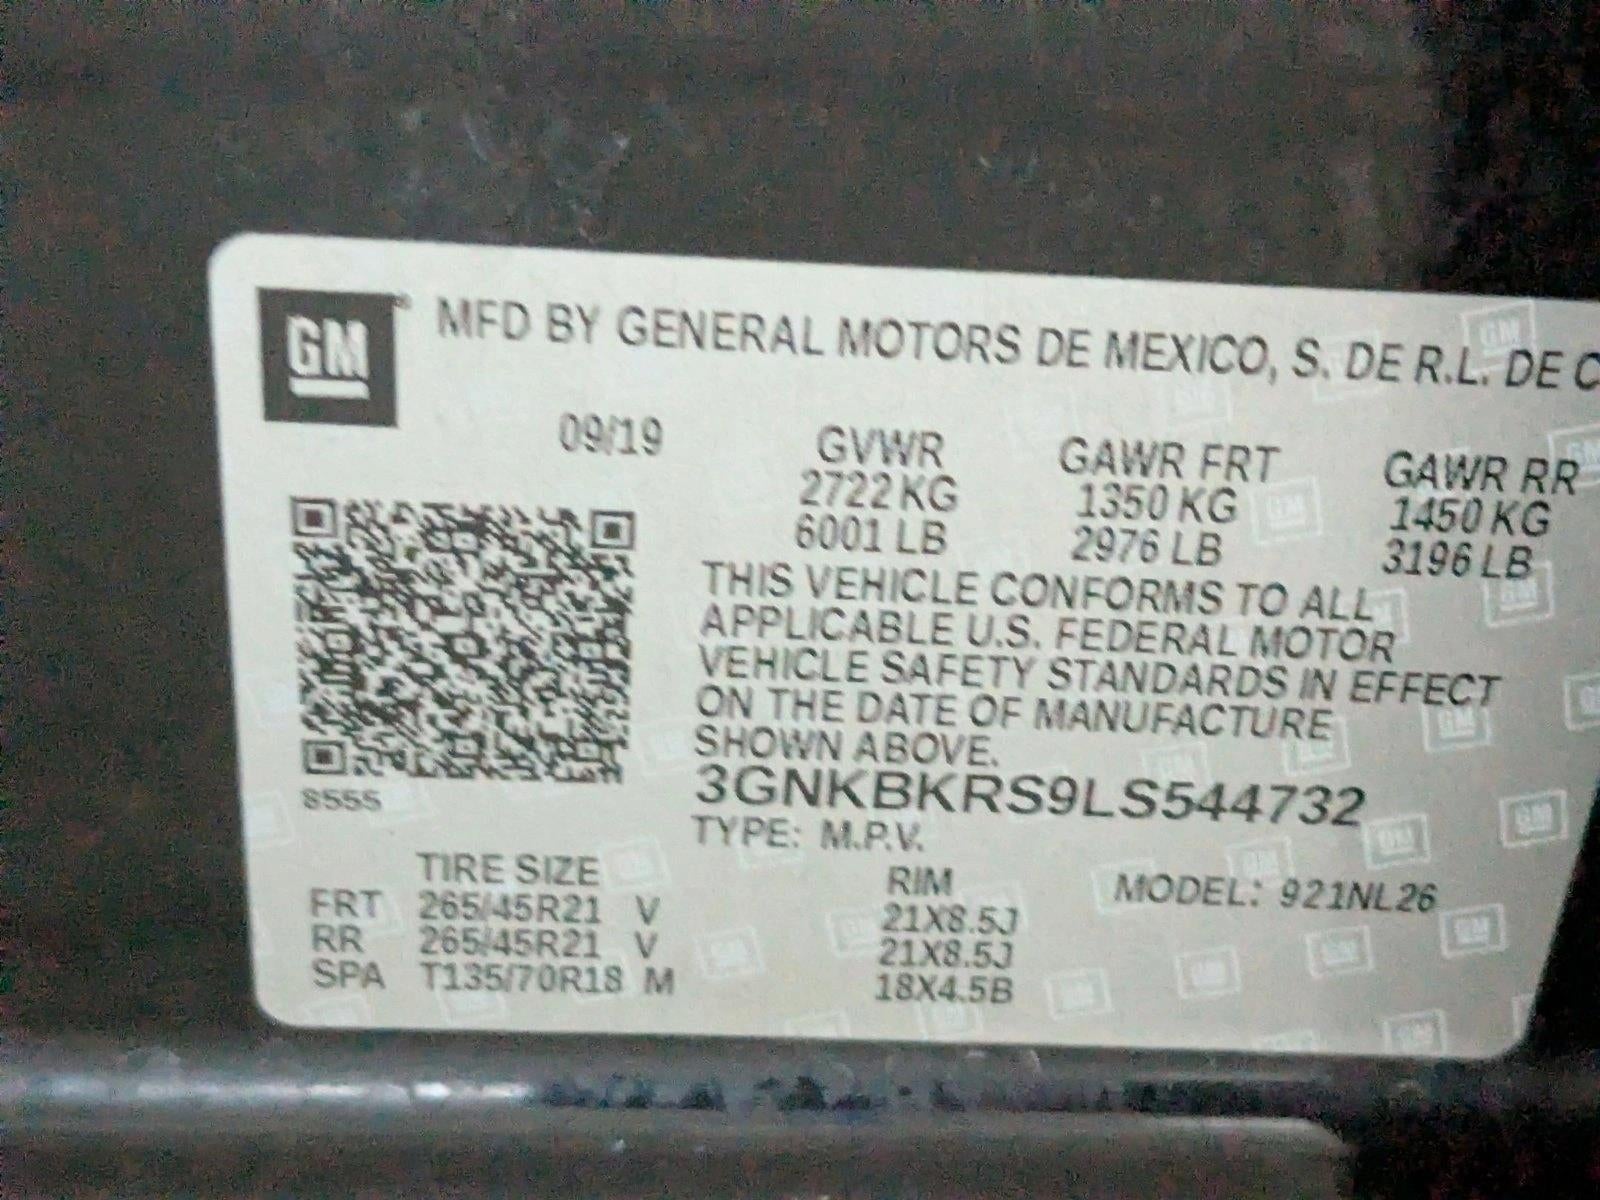 GM® MFD BY GENERAL MOTORS DE MEXICO, S. DE R.L. DE C
09/19 GVWR GAWR FRT GAWR RR
2722 KG 1350 KG 1450 KG
6001 LB 2976 LB 3196 LB
THIS VEHICLE CONFORMS TO ALL
APPLICABLE U.S. FEDERAL MOTOR
VEHICLE SAFETY STANDARDS IN EFFECT
ON THE DATE OF MANUFACTURE
SHOWN ABOVE.
8555
3GNKBKRS9LS544732
TYPE: M.P.V.
TIRE SIZE RIM MODEL: 921NL26
FRT 265/45R21 V 21X8.5J
RR 265/45R21 V 21X8.5J
SPA T135/70R18 M 18X4.5B